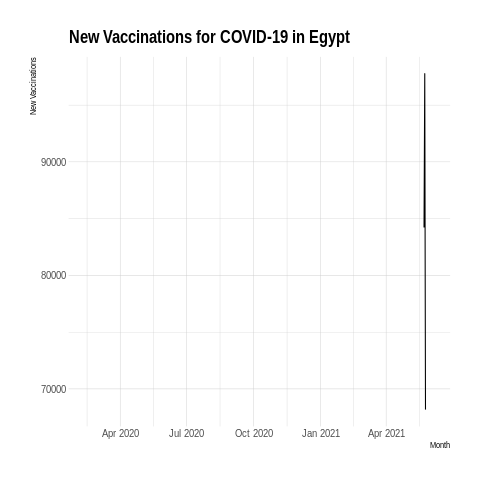 New Vaccinations for COVID-19 in Egypt
New Vaccinations
90000
80000
70000
Apr 2020 Jul 2020 Oct 2020 Jan 2021 Apr 2021
Month